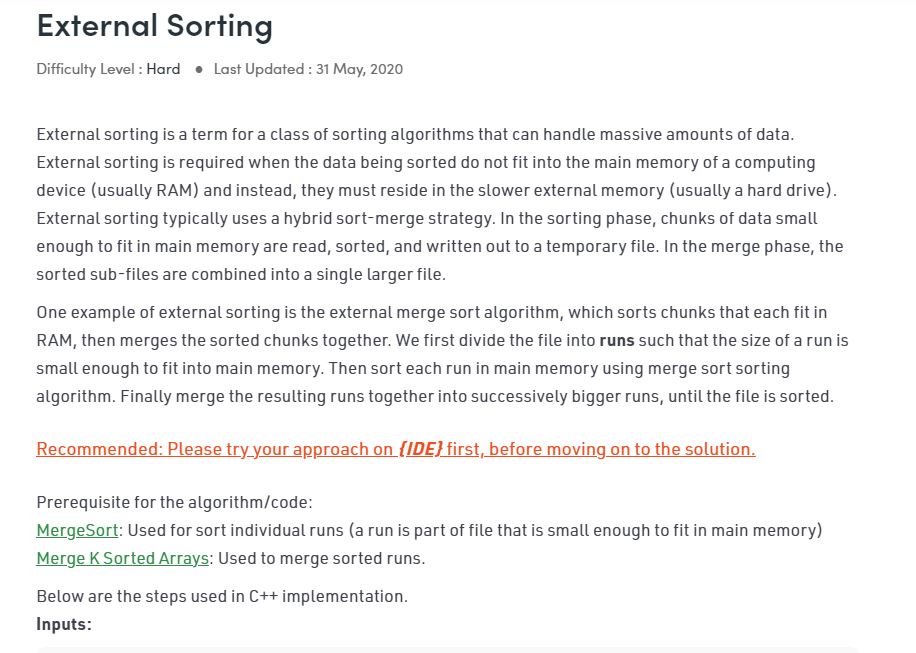 External Sorting
Difficulty Level : Hard ● Last Updated : 31 May, 2020
External sorting is a term for a class of sorting algorithms that can handle massive amounts of data.
External sorting is required when the data being sorted do not fit into the main memory of a computing
device (usually RAM) and instead, they must reside in the slower external memory (usually a hard drive).
External sorting typically uses a hybrid sort-merge strategy. In the sorting phase, chunks of data small
enough to fit in main memory are read, sorted, and written out to a temporary file. In the merge phase, the
sorted sub-files are combined into a single larger file.
One example of external sorting is the external merge sort algorithm, which sorts chunks that each fit in
RAM, then merges the sorted chunks together. We first divide the file into runs such that the size of a run is
small enough to fit into main memory. Then sort each run in main memory using merge sort sorting
algorithm. Finally merge the resulting runs together into successively bigger runs, until the file is sorted.
Recommended: Please try your approach on {IDE} first, before moving on to the solution.
Prerequisite for the algorithm/code:
MergeSort: Used for sort individual runs (a run is part of file that is small enough to fit in main memory)
Merge K Sorted Arrays: Used to merge sorted runs.
Below are the steps used in C++ implementation.
Inputs: